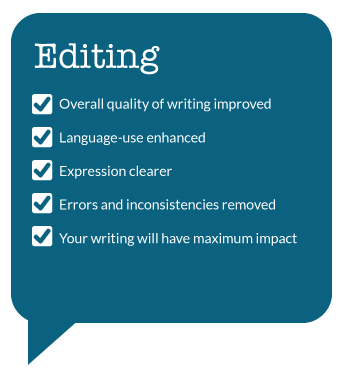 Editing
Overall quality of writing improved
Language-use enhanced
Expression clearer
Errors and inconsistencies removed
Your writing will have maximum impact